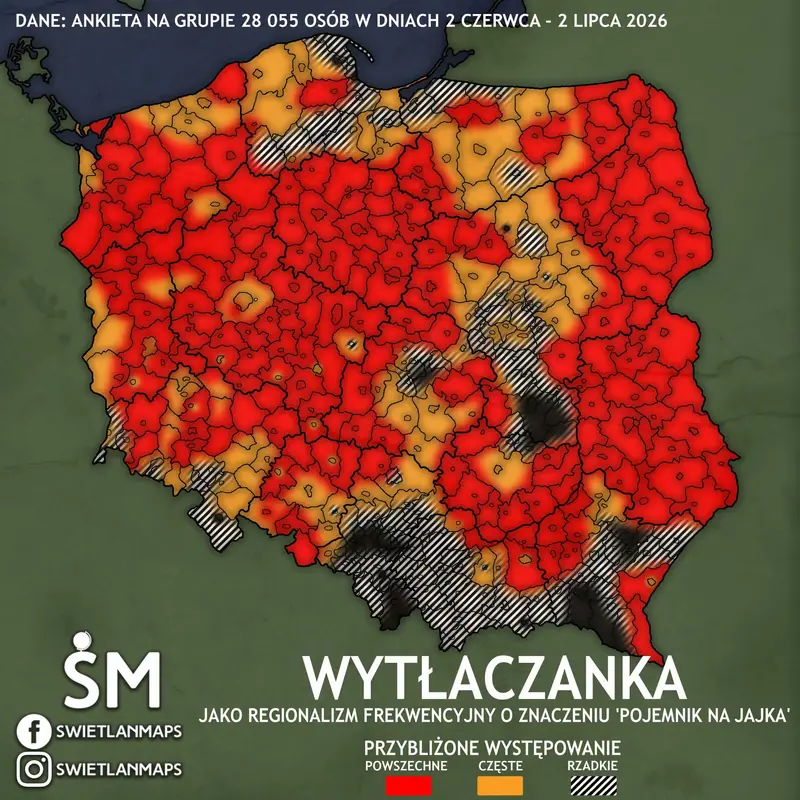 DANE: ANKIETA NA GRUPIE 28 055 OSÓB W DNIACH 2 CZERWCA - 2 LIPCA 2026
ŚM
SWIETLANMAPS
SWIETLANMAPS
WYTŁACZANKA
JAKO REGIONALIZM FREKWENCYJNY O ZNACZENIU 'POJEMNIK NA JAJKA'
PRZYBLIŻONE WYSTĘPOWANIE
POWSZECHNE CZĘSTE RZADKIE